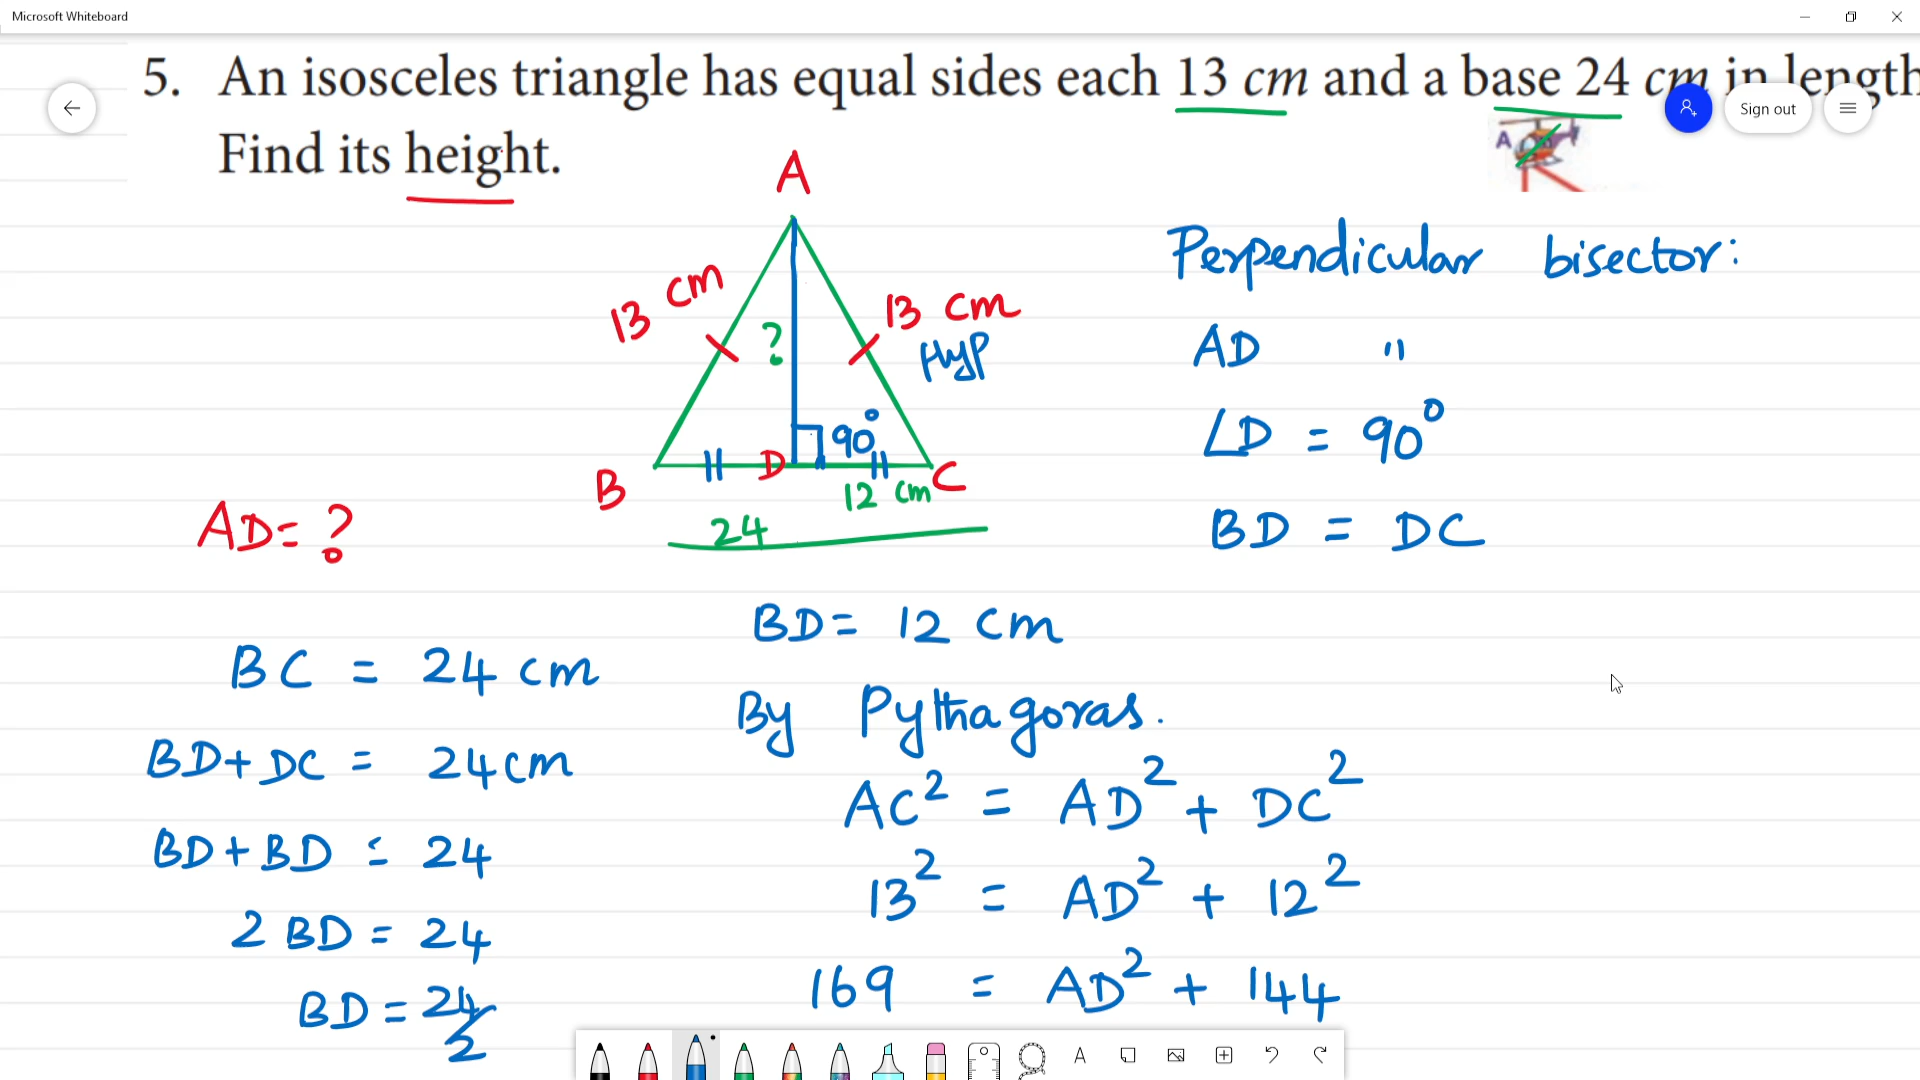 Microsoft Whiteboard
5. An isosceles triangle has equal sides each 13 cm and a base 24 cm in length
Find its height.
Sign out
A
A
13 cm
13 cm
Hyp
?
90°
B
D
C
12 cm
24
Perpendicular bisector:
AD "
∠D = 90°
BD = DC
AD = ?
BC = 24 cm
BD + DC = 24 cm
BD + BD = 24
2 BD = 24
BD = 24/2
BD = 12 cm
By Pythagoras.
AC² = AD² + DC²
13² = AD² + 12²
169 = AD² + 144
A